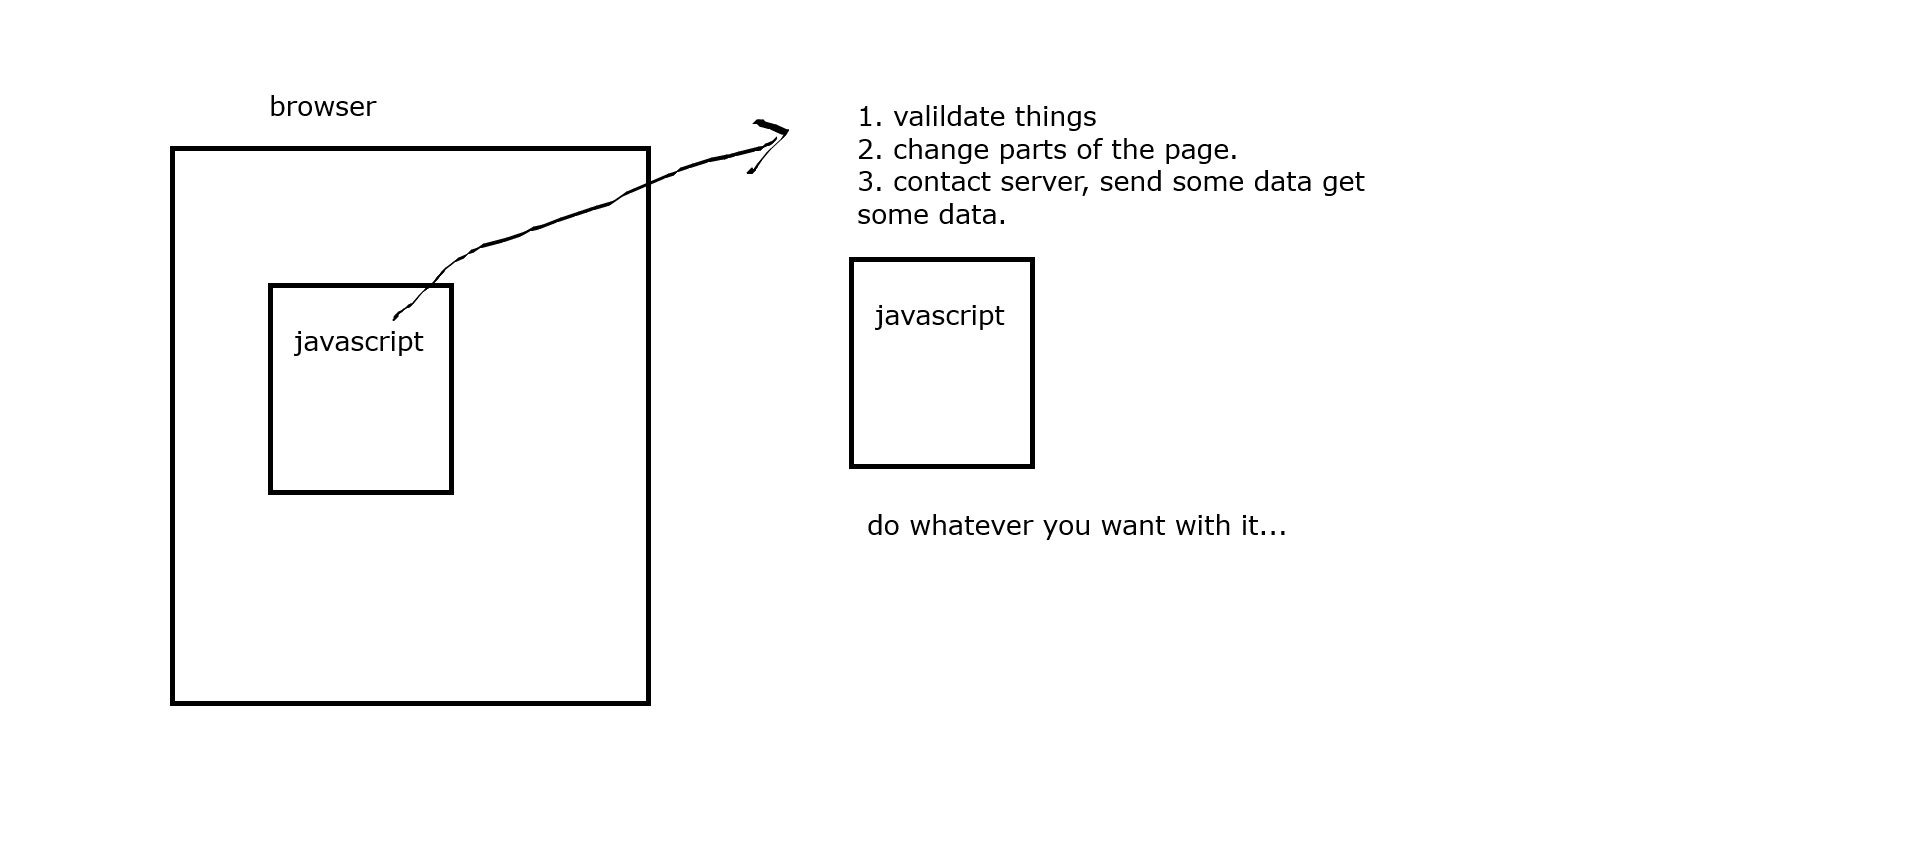 browser
1. valildate things
2. change parts of the page.
3. contact server, send some data get
some data.
javascript
javascript
do whatever you want with it...